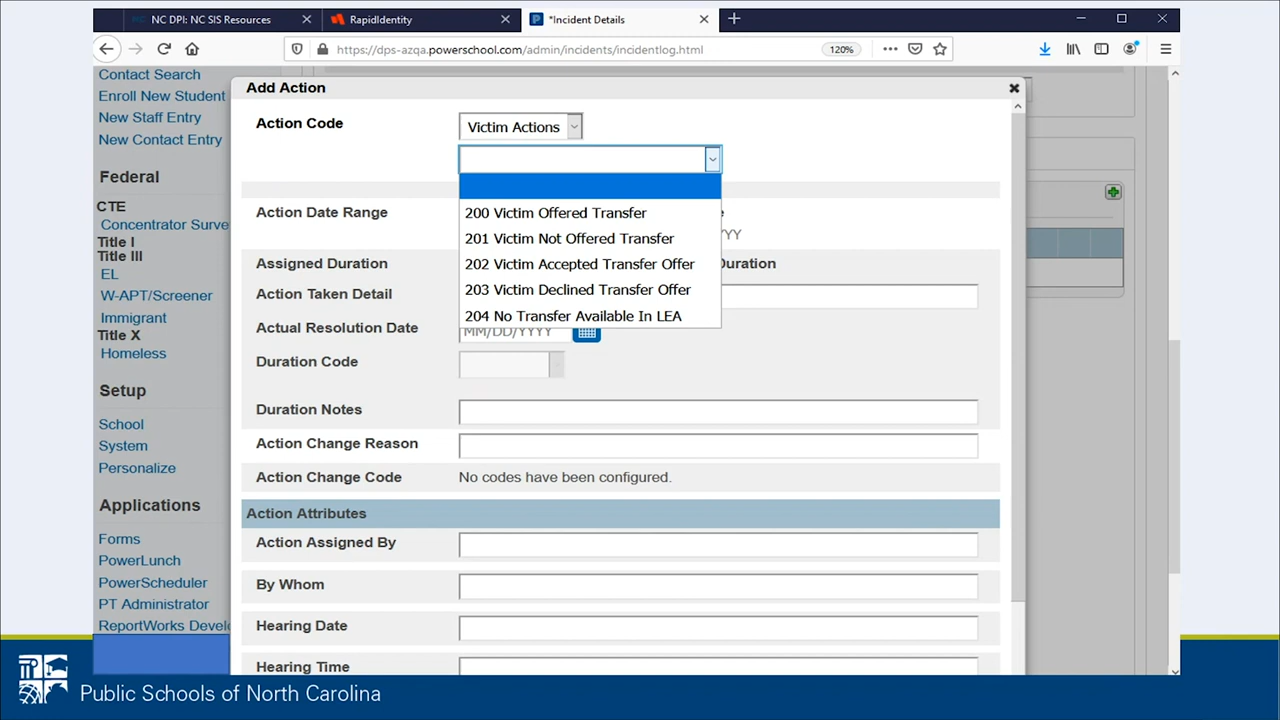 NC DPI: NC SIS Resources
RapidIdentity
*Incident Details
https://dps-azqa.powerschool.com/admin/incidents/incidentlog.html
120%
Contact Search
Enroll New Student
New Staff Entry
New Contact Entry
Federal
CTE
Concentrator Surve
Title I
Title III
EL
W-APT/Screener
Immigrant
Title X
Homeless
Setup
School
System
Personalize
Applications
Forms
PowerLunch
PowerScheduler
PT Administrator
ReportWorks Devel
Add Action
Action Code
Victim Actions
200 Victim Offered Transfer
201 Victim Not Offered Transfer
202 Victim Accepted Transfer Offer
203 Victim Declined Transfer Offer
204 No Transfer Available In LEA
Action Date Range
YY
Assigned Duration
Duration
Action Taken Detail
Actual Resolution Date
MM/DD/YYYY
Duration Code
Duration Notes
Action Change Reason
Action Change Code
No codes have been configured.
Action Attributes
Action Assigned By
By Whom
Hearing Date
Hearing Time
Public Schools of North Carolina